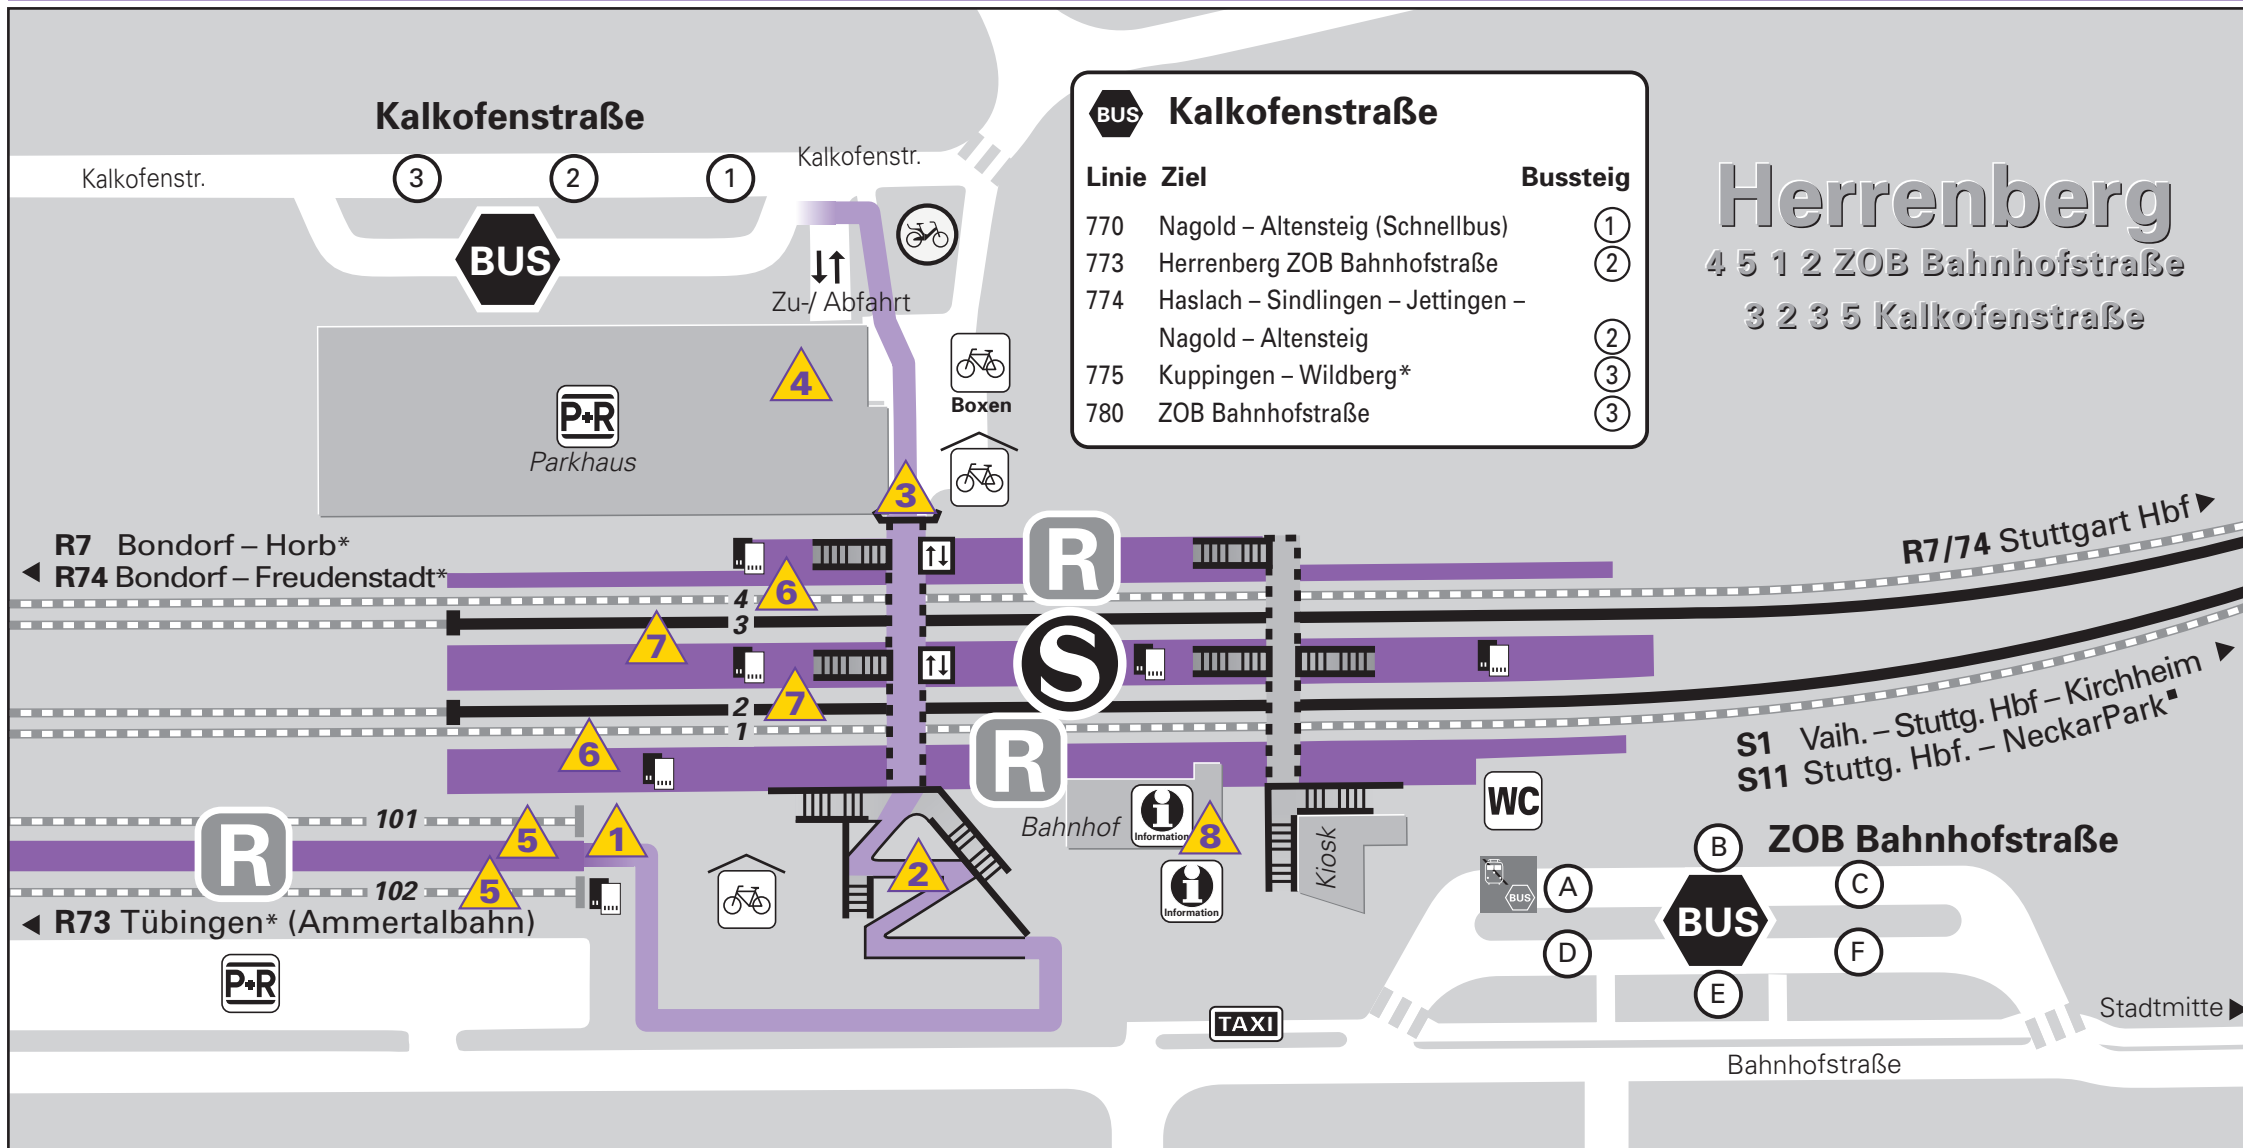 Kalkofenstraße
Kalkofenstr.
3
2
1
Kalkofenstr.
BUS
Zu-/ Abfahrt
BUS Kalkofenstraße
Linie Ziel Bussteig
770 Nagold – Altensteig (Schnellbus) 1
773 Herrenberg ZOB Bahnhofstraße 2
774 Haslach – Sindlingen – Jettingen –
Nagold – Altensteig 2
775 Kuppingen – Wildberg* 3
780 ZOB Bahnhofstraße 3
Herrenberg
4 5 1 2 ZOB Bahnhofstraße
3 2 3 5 Kalkofenstraße
4
P+R
Parkhaus
Boxen
3
R7 Bondorf – Horb*
R74 Bondorf – Freudenstadt*
R
R7/74 Stuttgart Hbf
6
4
3
7
S
7
2
1
6
R
S1 Vaih. – Stuttg. Hbf – Kirchheim
S11 Stuttg. Hbf. – NeckarPark
101
R
5
1
5
102
R73 Tübingen* (Ammertalbahn)
P+R
2
Bahnhof
Information
8
Information
Kiosk
WC
ZOB Bahnhofstraße
BUS
A
B
C
BUS
D
E
F
TAXI
Stadtmitte
Bahnhofstraße